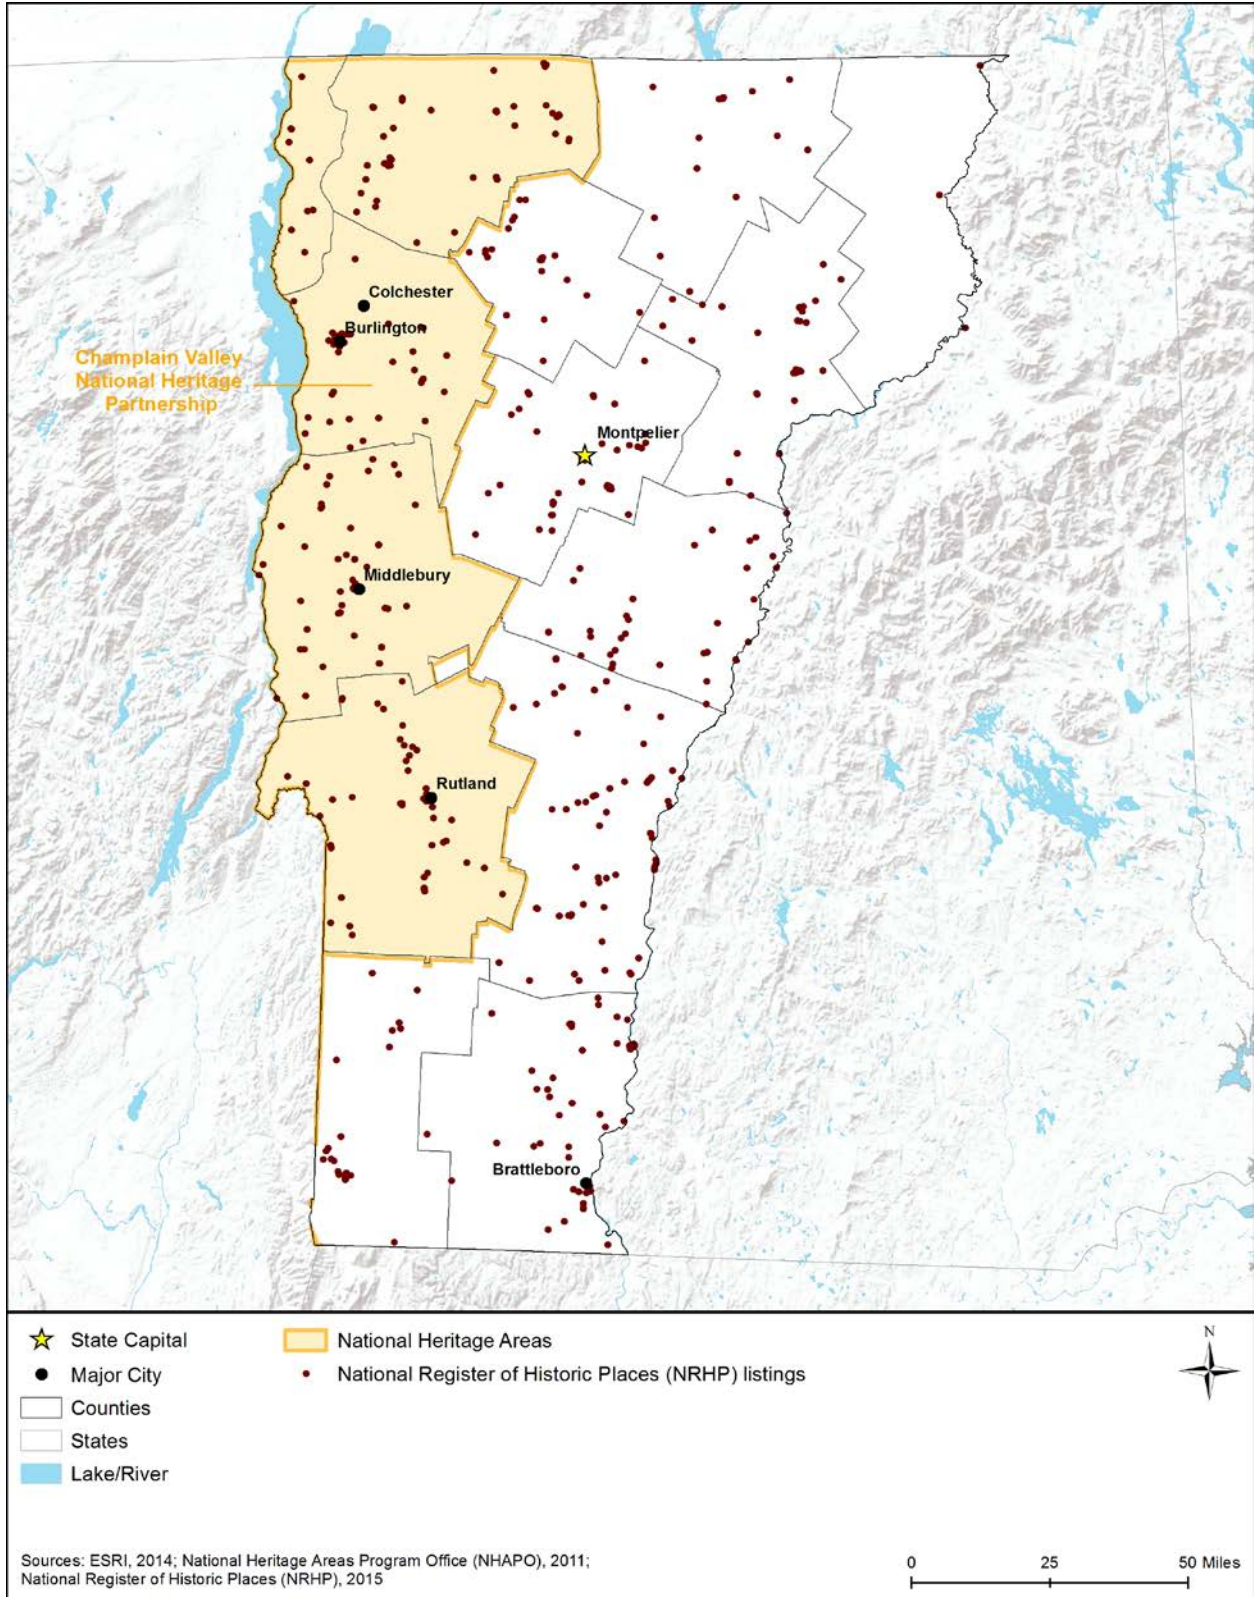 Colchester
Burlington
Champlain Valley
National Heritage
Partnership
Montpelier
Middlebury
Rutland
Brattleboro
State Capital
National Heritage Areas
N
Major City
National Register of Historic Places (NRHP) listings
Counties
States
Lake/River
Sources: ESRI, 2014; National Heritage Areas Program Office (NHAPO), 2011;
National Register of Historic Places (NRHP), 2015
0 25 50 Miles